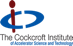 The Cockcroft Institute
of Accelerator Science and Technology